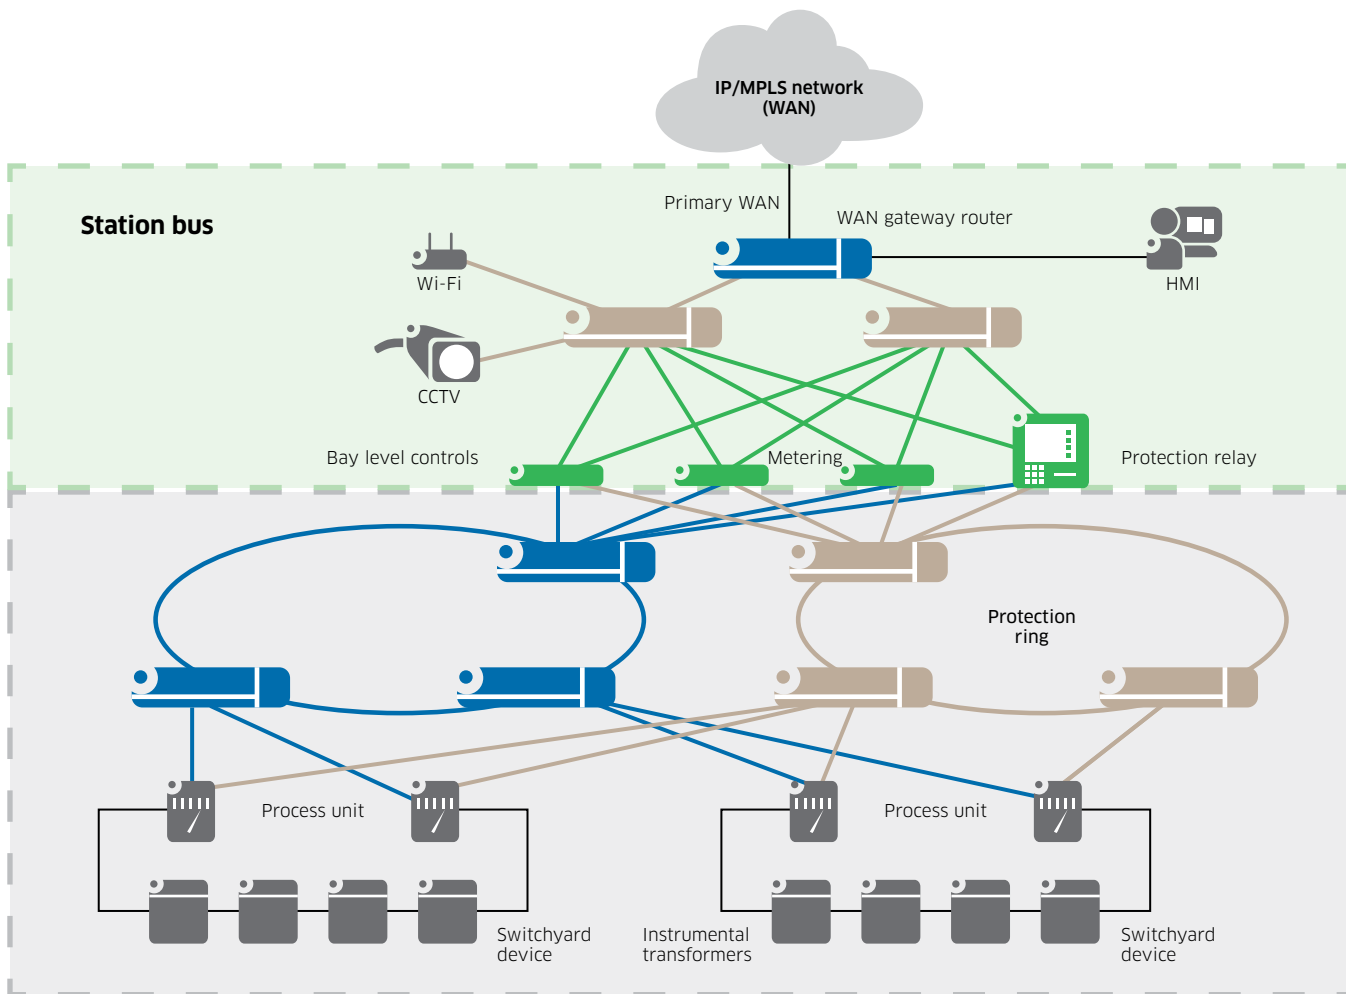 IP/MPLS network
(WAN)
Primary WAN
WAN gateway router
Station bus
Wi-Fi
HMI
CCTV
Bay level controls
Metering
Protection relay
Protection
ring
Process unit
Process unit
Switchyard
device
Instrumental
transformers
Switchyard
device